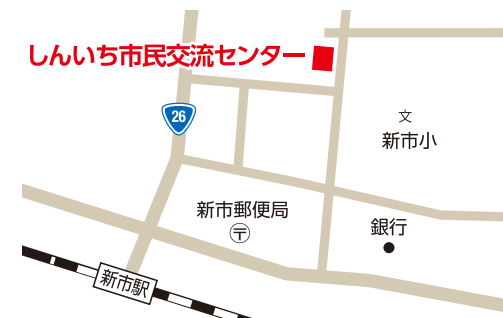 しんいち市民交流センター
26
文
新市小
新市郵便局
〒
銀行
新市駅